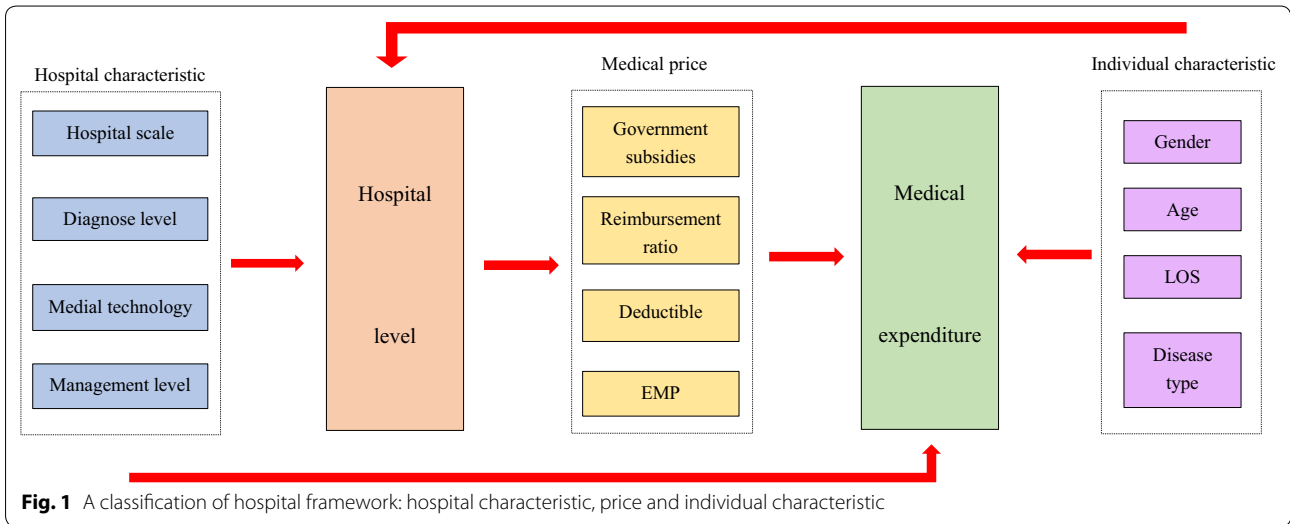 Hospital characteristic
Hospital scale
Diagnose level
Medial technology
Management level
Hospital
level
Medical price
Government
subsidies
Reimbursement
ratio
Deductible
EMP
Medical
expenditure
Individual characteristic
Gender
Age
LOS
Disease
type
Fig. 1 A classification of hospital framework: hospital characteristic, price and individual characteristic